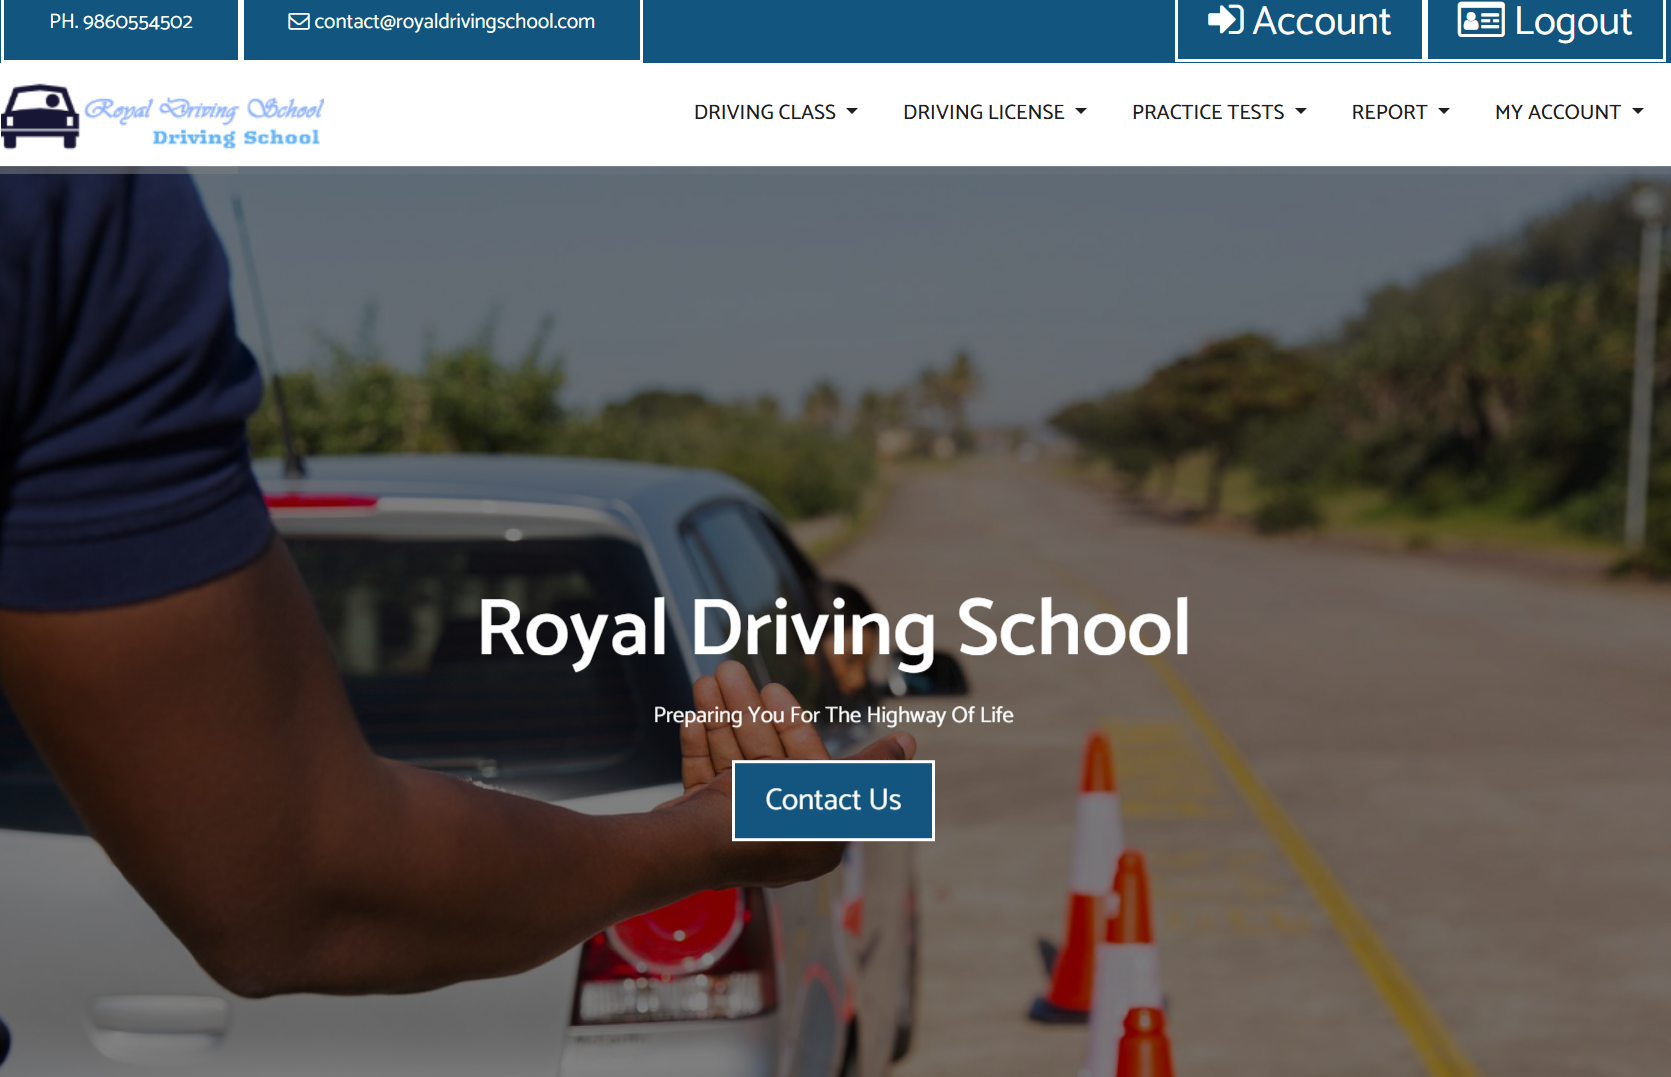 PH. 9860554502
contact@royaldrivingschool.com
Account
Logout
Royal Driving School
Driving School
DRIVING CLASS
DRIVING LICENSE
PRACTICE TESTS
REPORT
MY ACCOUNT
Royal Driving School
Preparing You For The Highway Of Life
Contact Us